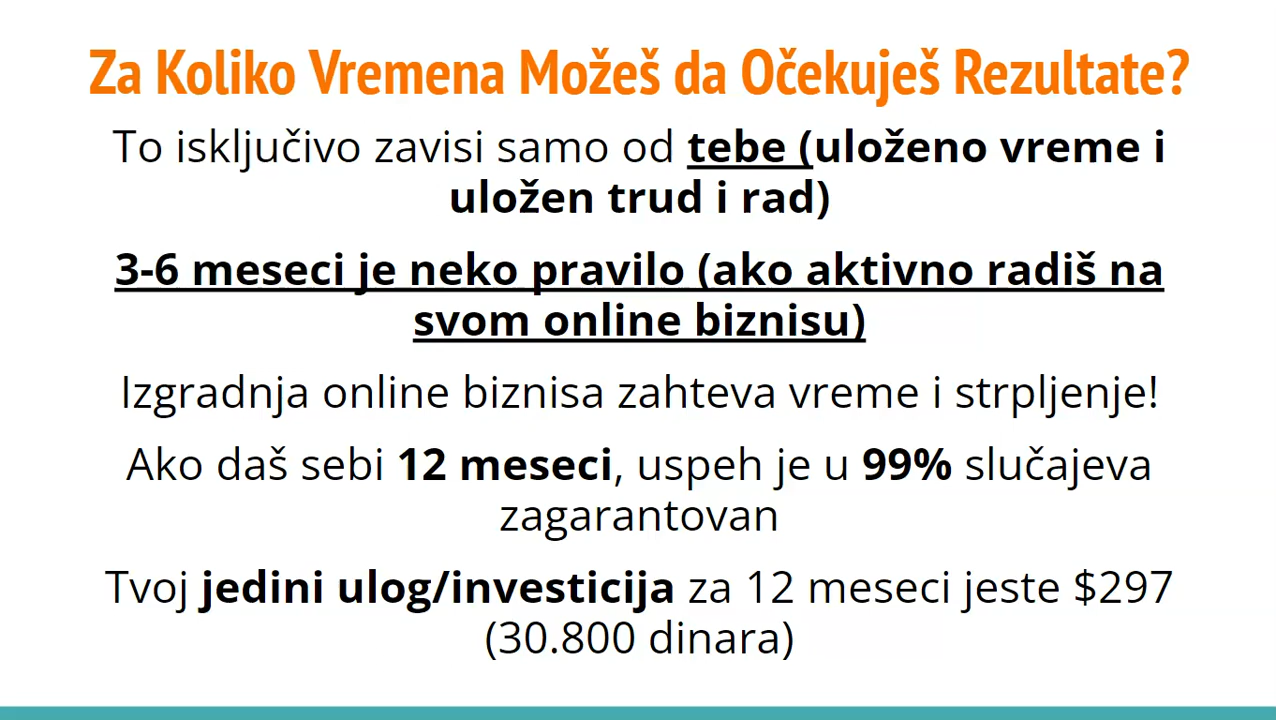 Za Koliko Vremena Možeš da Očekuješ Rezultate?
To isključivo zavisi samo od tebe (uloženo vreme i
uložen trud i rad)
3-6 meseci je neko pravilo (ako aktivno radiš na
svom online biznisu)
Izgradnja online biznisa zahteva vreme i strpljenje!
Ako daš sebi 12 meseci, uspeh je u 99% slučajeva
zagarantovan
Tvoj jedini ulog/investicija za 12 meseci jeste $297
(30.800 dinara)